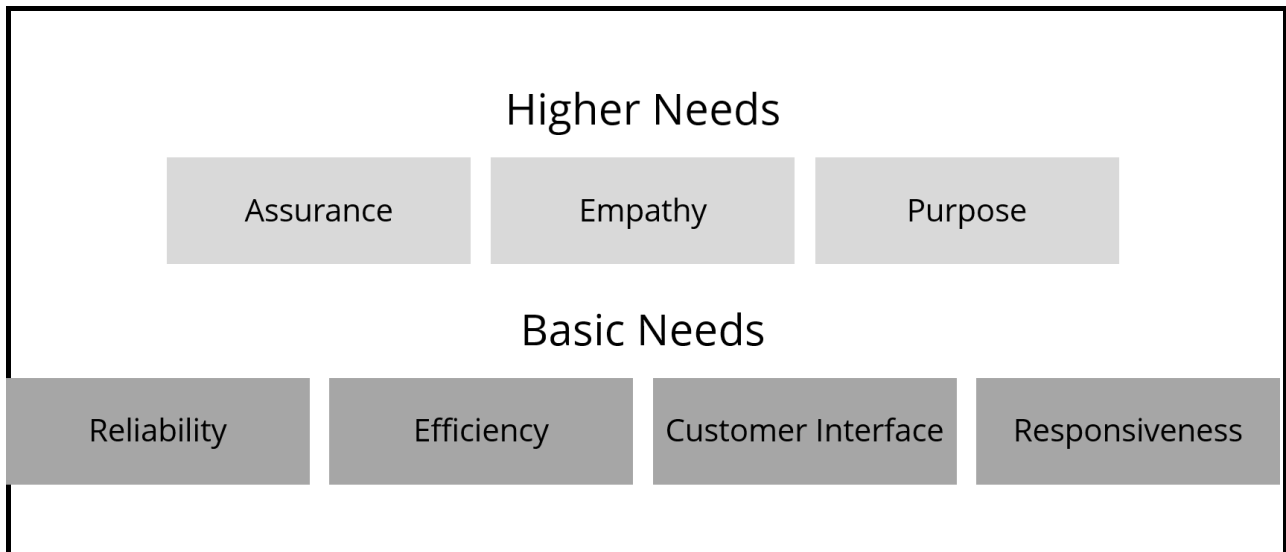 Higher Needs
Assurance Empathy Purpose
Basic Needs
Reliability Efficiency Customer Interface Responsiveness